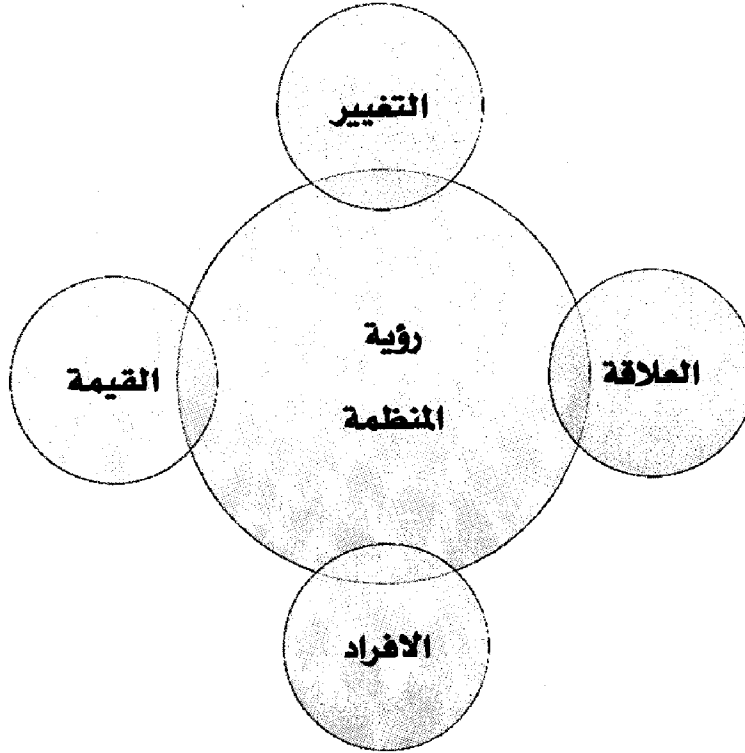 التغيير
رؤية
المنظمة
العلاقة
القيمة
الافراد